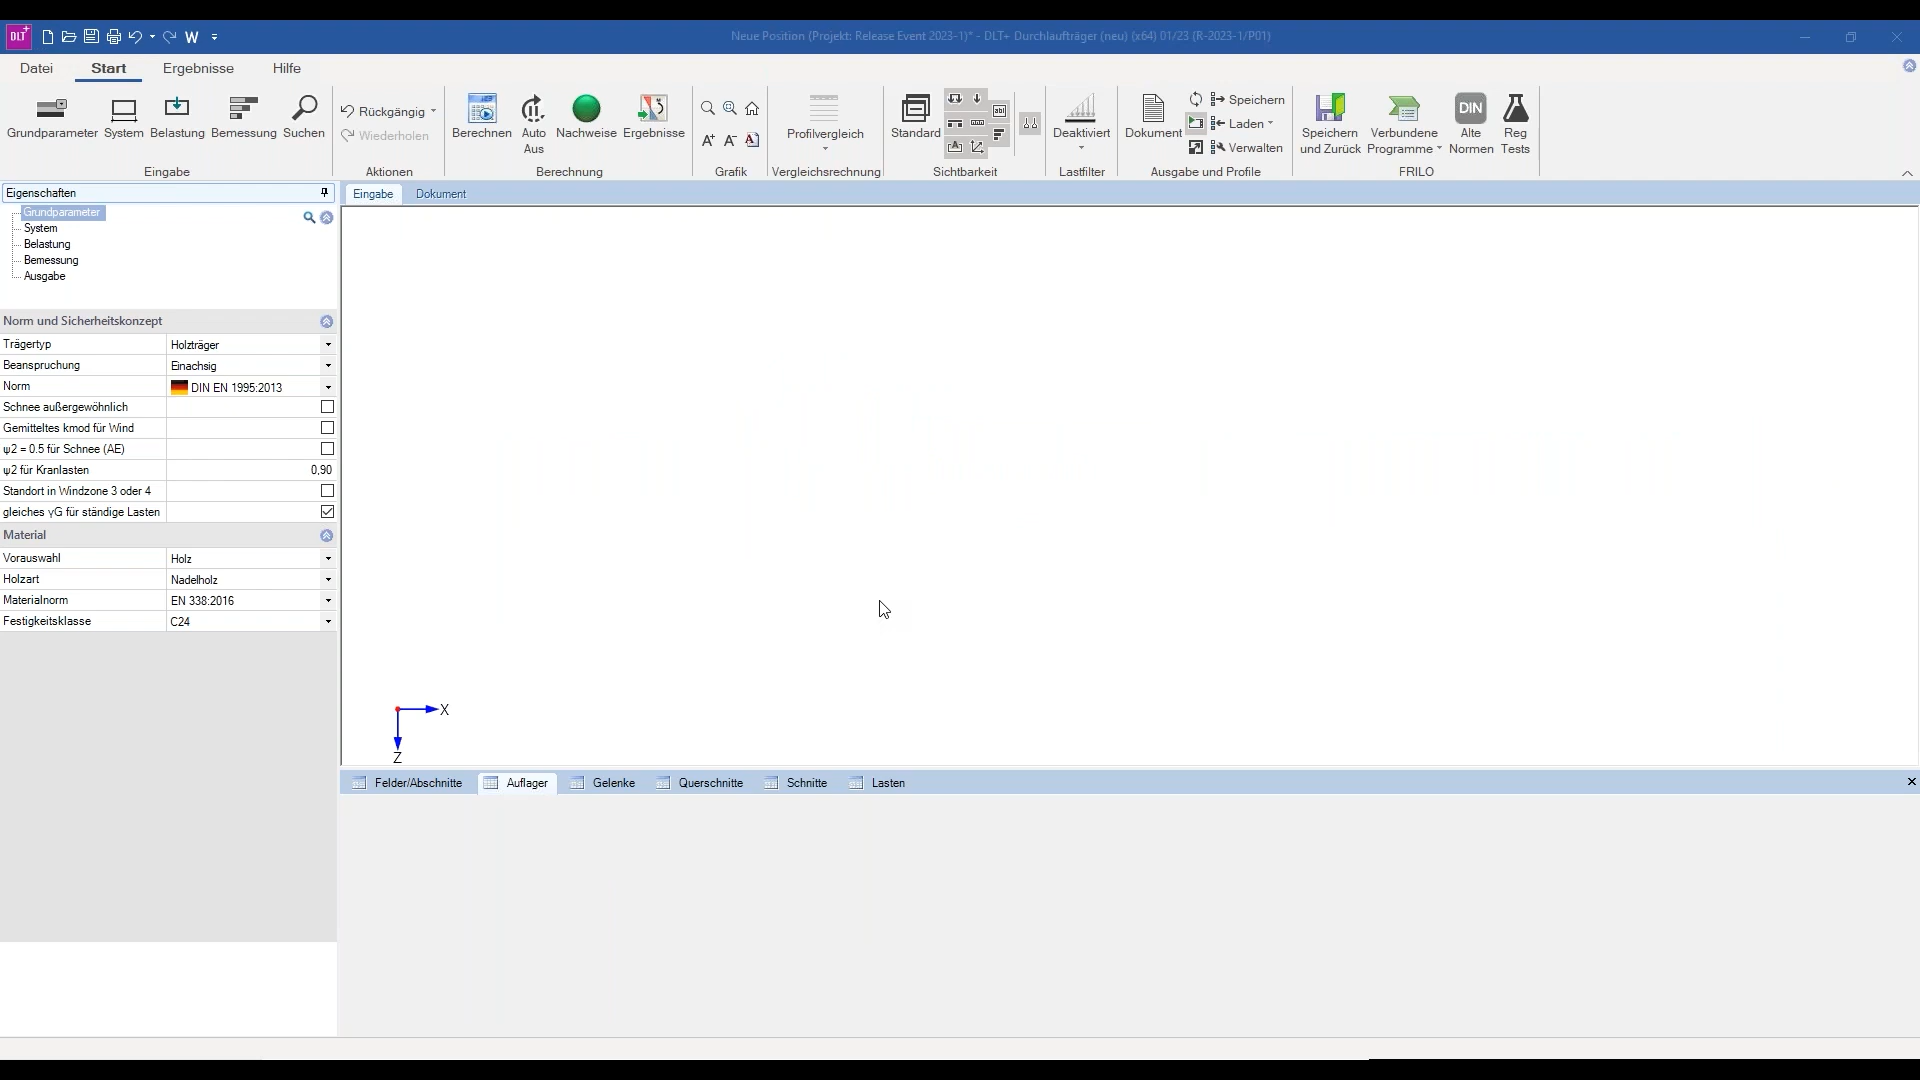 DLT+ W Neue Position (Projekt: Release Event 2023-1)* - DLT+ Durchlaufträger (neu) (x64) 01/23 (R-2023-1/P01)
Datei Start Ergebnisse Hilfe
Grundparameter System Belastung Bemessung Suchen
Eingabe
Rückgängig
Wiederholen
Aktionen
Berechnen Auto Aus Nachweise Ergebnisse
Berechnung
Grafik
Profilvergleich
Vergleichsrechnung
Standard
Sichtbarkeit
Deaktiviert
Lastfilter
Dokument
Speichern
Laden
Verwalten
Ausgabe und Profile
Speichern und Zurück
Verbundene Programme
DIN
Alte Normen
Reg Tests
FRILO
Eigenschaften
Eingabe Dokument
Grundparameter
System
Belastung
Bemessung
Ausgabe
Norm und Sicherheitskonzept
Trägertyp Holzträger
Beanspruchung Einachsig
Norm DIN EN 1995:2013
Schnee außergewöhnlich
Gemitteltes kmod für Wind
ψ2 = 0.5 für Schnee (AE)
ψ2 für Kranlasten 0,90
Standort in Windzone 3 oder 4
gleiches γG für ständige Lasten
Material
Vorauswahl Holz
Holzart Nadelholz
Materialnorm EN 338:2016
Festigkeitsklasse C24
X
Z
Felder/Abschnitte Auflager Gelenke Querschnitte Schnitte Lasten